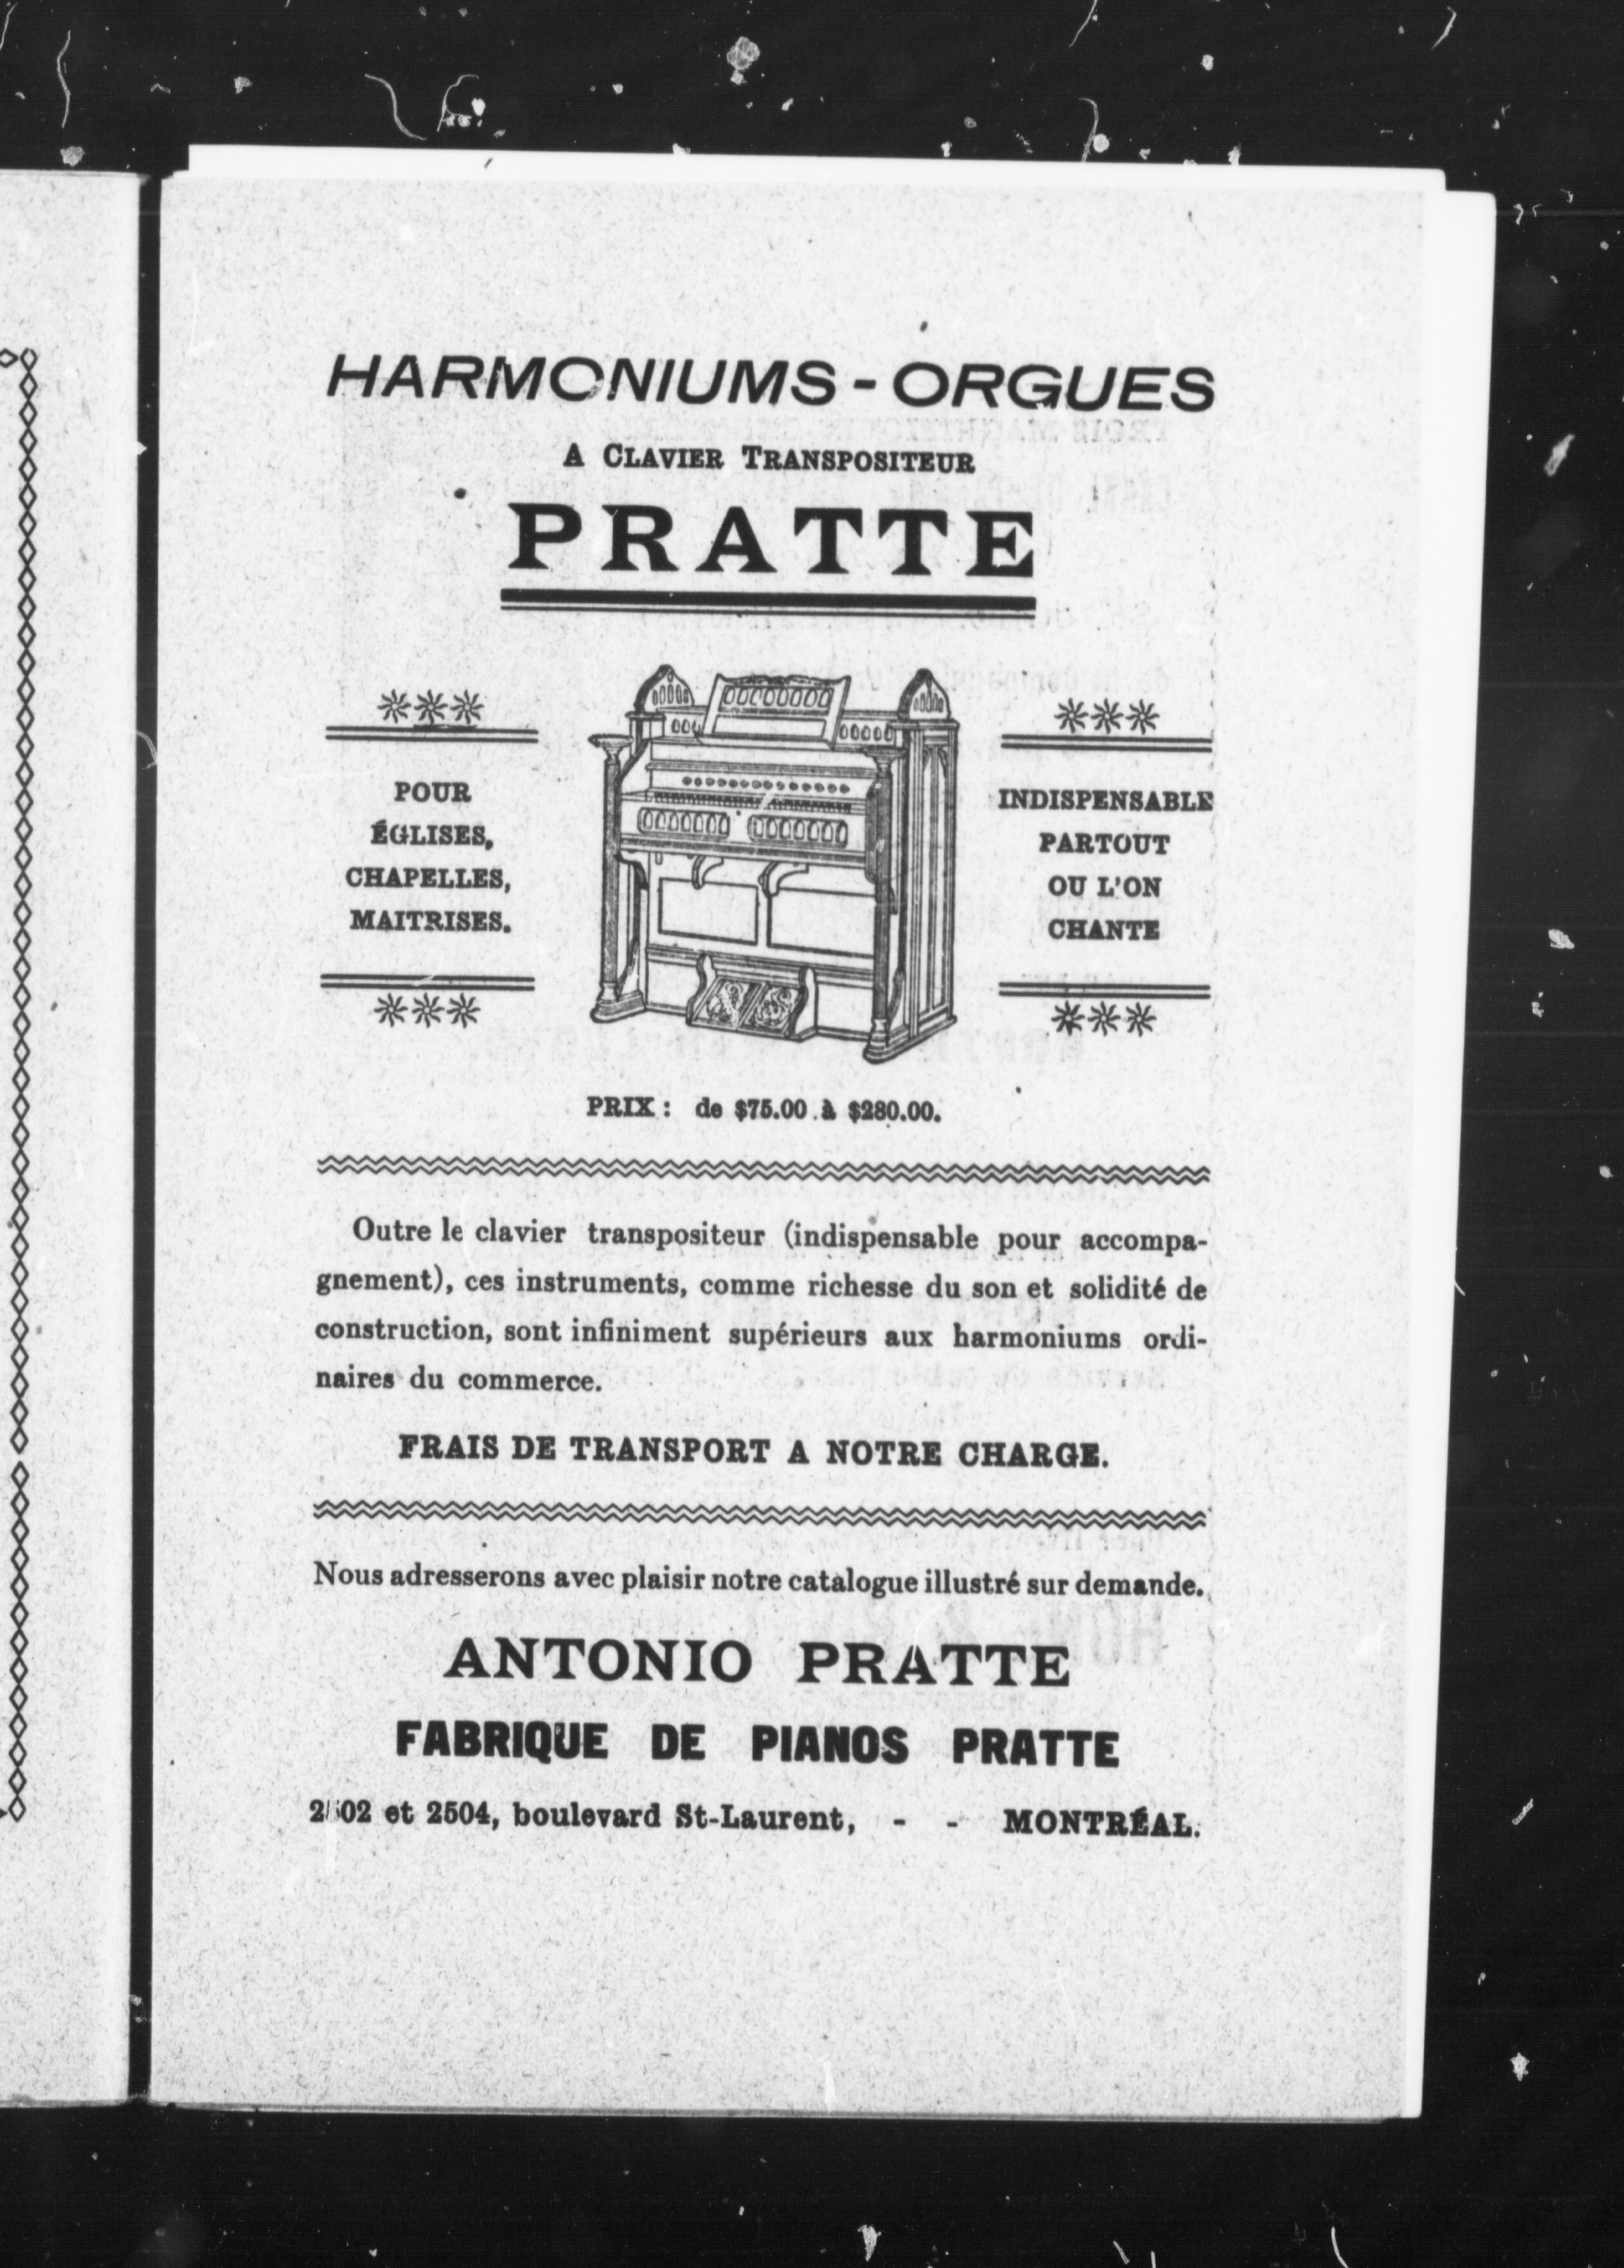 HARMONIUMS - ORGUES
A CLAVIER TRANSPOSITEUR
PRATTE
POUR
ÉGLISES,
CHAPELLES,
MAITRISES.
INDISPENSABLE
PARTOUT
OU L'ON
CHANTE
PRIX : de $75.00 à $280.00.
Outre le clavier transpositeur (indispensable pour accompa-
gnement), ces instruments, comme richesse du son et solidité de
construction, sont infiniment supérieurs aux harmoniums ordi-
naires du commerce.
FRAIS DE TRANSPORT A NOTRE CHARGE.
Nous adresserons avec plaisir notre catalogue illustré sur demande.
ANTONIO PRATTE
FABRIQUE DE PIANOS PRATTE
2502 et 2504, boulevard St-Laurent, - - MONTRÉAL.